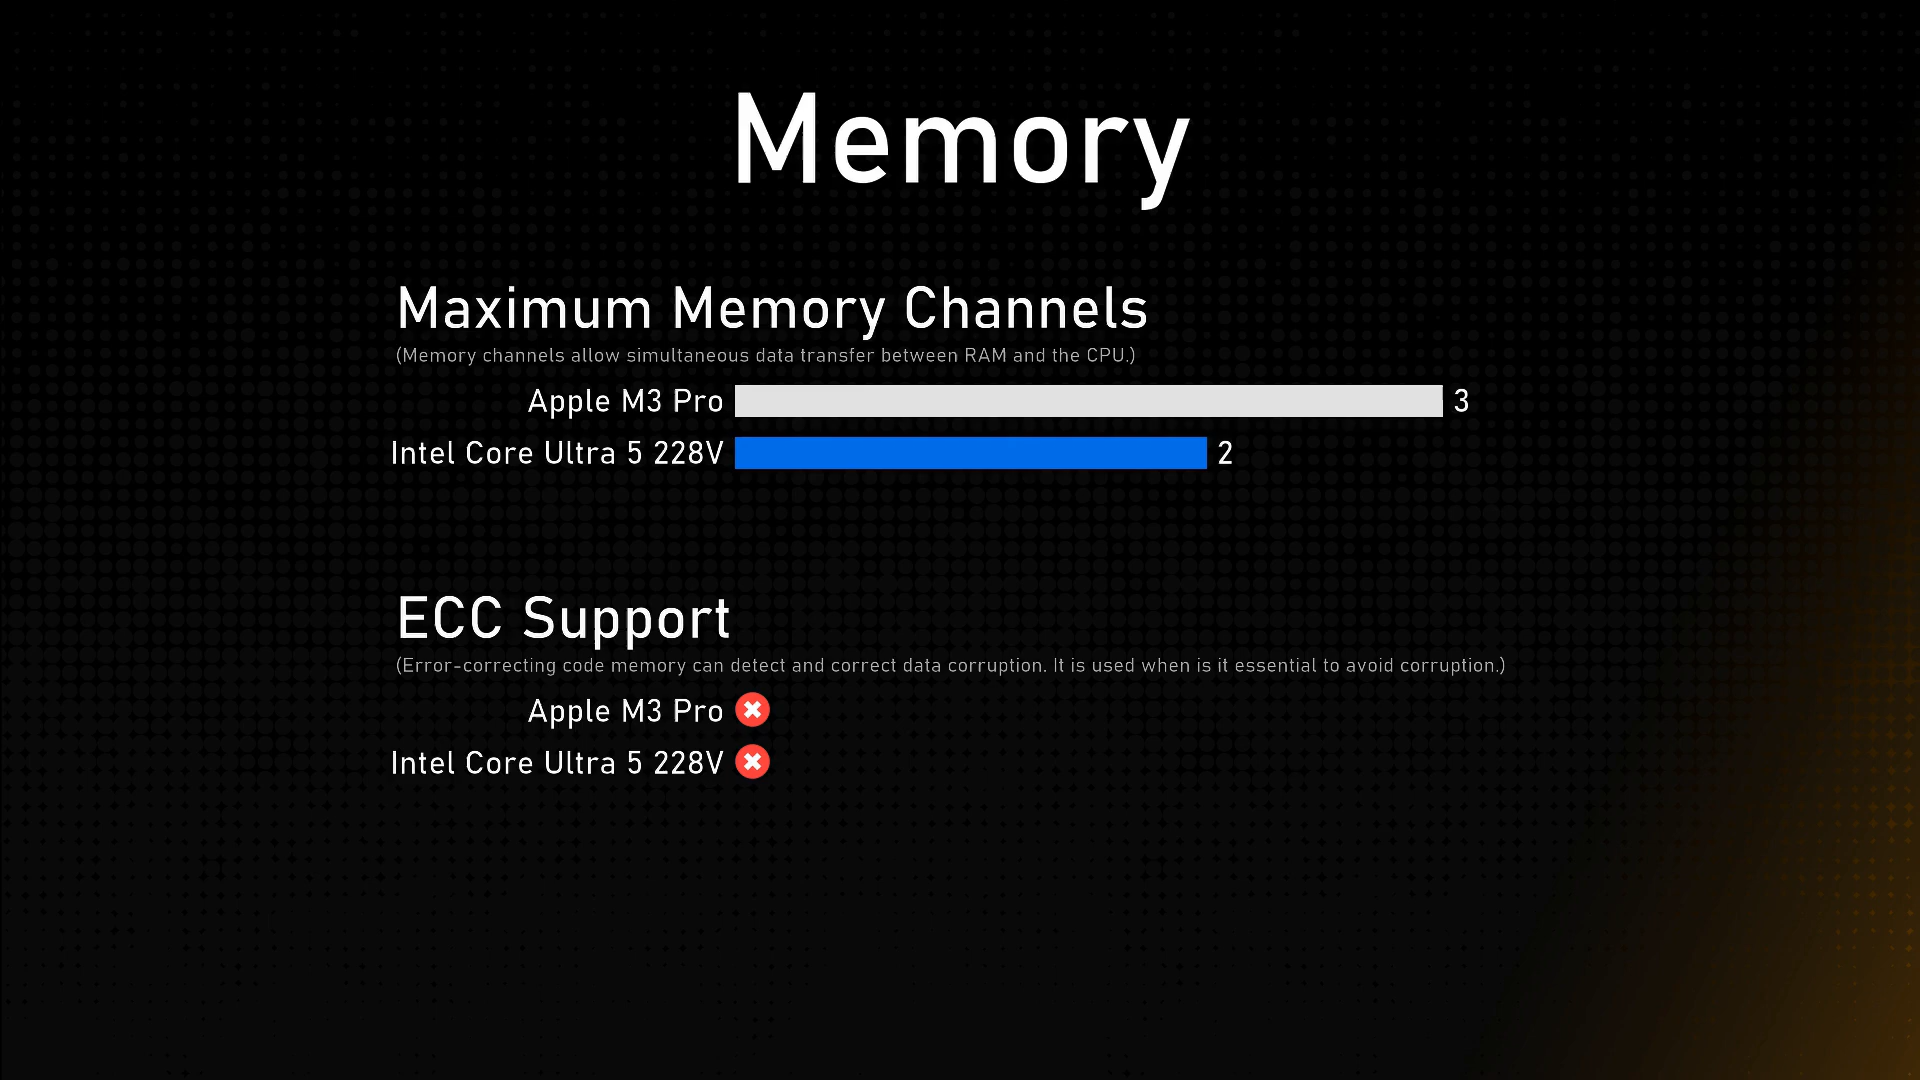 Memory
Maximum Memory Channels
(Memory channels allow simultaneous data transfer between RAM and the CPU.)
Apple M3 Pro 3
Intel Core Ultra 5 228V 2
ECC Support
(Error-correcting code memory can detect and correct data corruption. It is used when is it essential to avoid corruption.)
Apple M3 Pro
Intel Core Ultra 5 228V